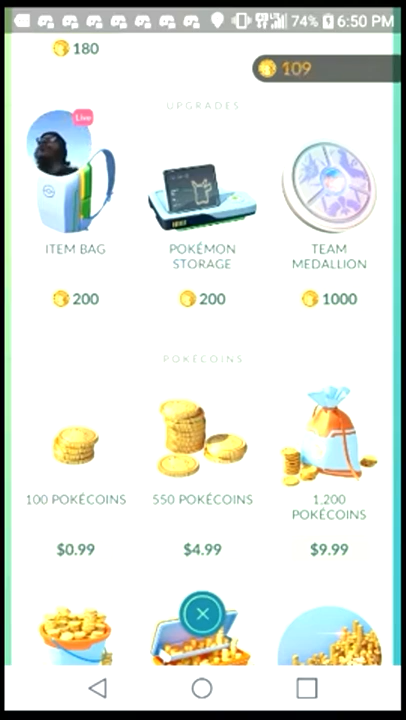 74% 6:50 PM
180
109
UPGRADES
Live
ITEM BAG
POKÉMON
STORAGE
TEAM
MEDALLION
200
200
1000
POKÉCOINS
100 POKÉCOINS
550 POKÉCOINS
1,200
POKÉCOINS
$0.99
$4.99
$9.99